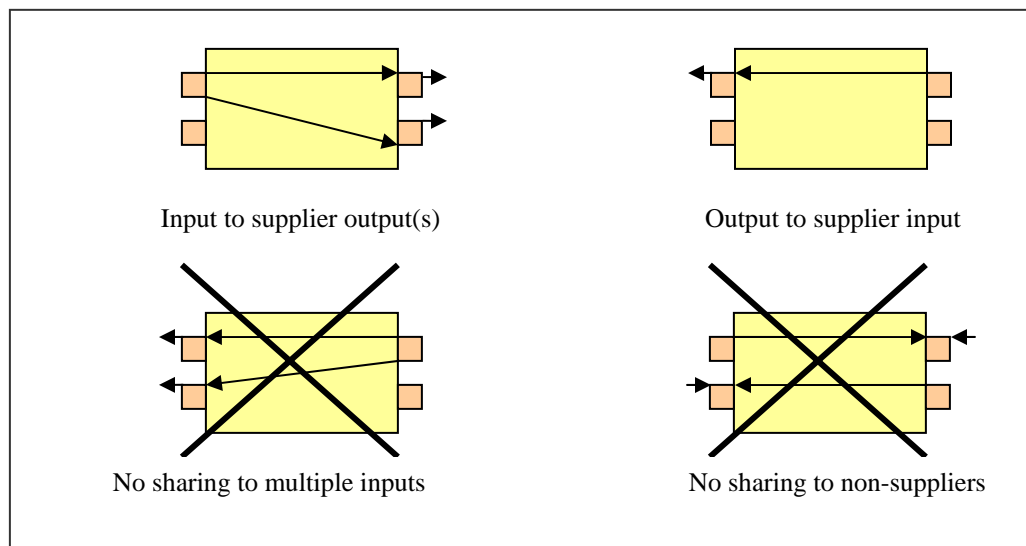 Input to supplier output(s)
Output to supplier input
No sharing to multiple inputs
No sharing to non-suppliers